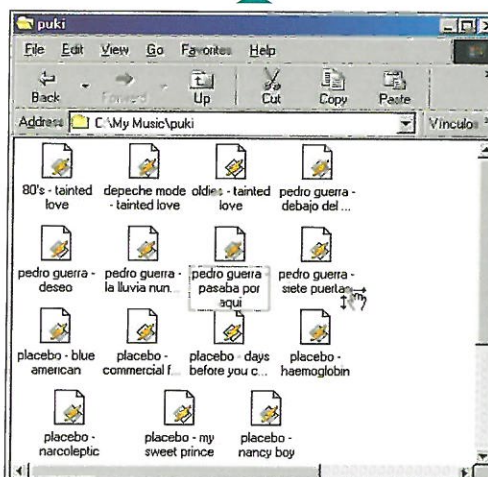 puki
File Edit View Go Favorites Help
Back Forward Up Cut Copy Paste
Address C:\My Music\puki Vínculos
80's - tainted love
depeche mode - tainted love
oldies - tainted love
pedro guerra - debajo del ...
pedro guerra - deseo
pedro guerra - la lluvia nun...
pedro guerra - pasaba por aqui
pedro guerra - siete puertas
placebo - blue american
placebo - commercial f...
placebo - days before you c...
placebo - haemoglobin
placebo - narcoleptic
placebo - my sweet prince
placebo - nancy boy